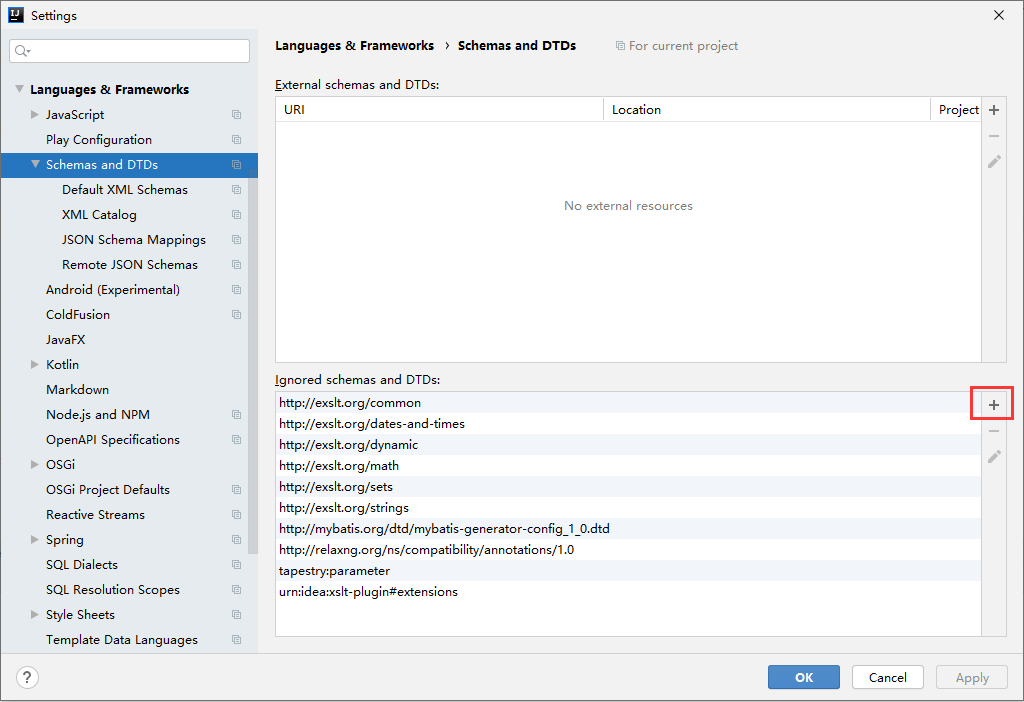 Settings
Languages & Frameworks
JavaScript
Play Configuration
Schemas and DTDs
Default XML Schemas
XML Catalog
JSON Schema Mappings
Remote JSON Schemas
Android (Experimental)
ColdFusion
JavaFX
Kotlin
Markdown
Node.js and NPM
OpenAPI Specifications
OSGi
OSGi Project Defaults
Reactive Streams
Spring
SQL Dialects
SQL Resolution Scopes
Style Sheets
Template Data Languages
Languages & Frameworks › Schemas and DTDs For current project
External schemas and DTDs:
URI Location Project
No external resources
Ignored schemas and DTDs:
http://exslt.org/common
http://exslt.org/dates-and-times
http://exslt.org/dynamic
http://exslt.org/math
http://exslt.org/sets
http://exslt.org/strings
http://mybatis.org/dtd/mybatis-generator-config_1_0.dtd
http://relaxng.org/ns/compatibility/annotations/1.0
tapestry:parameter
urn:idea:xslt-plugin#extensions
? OK Cancel Apply